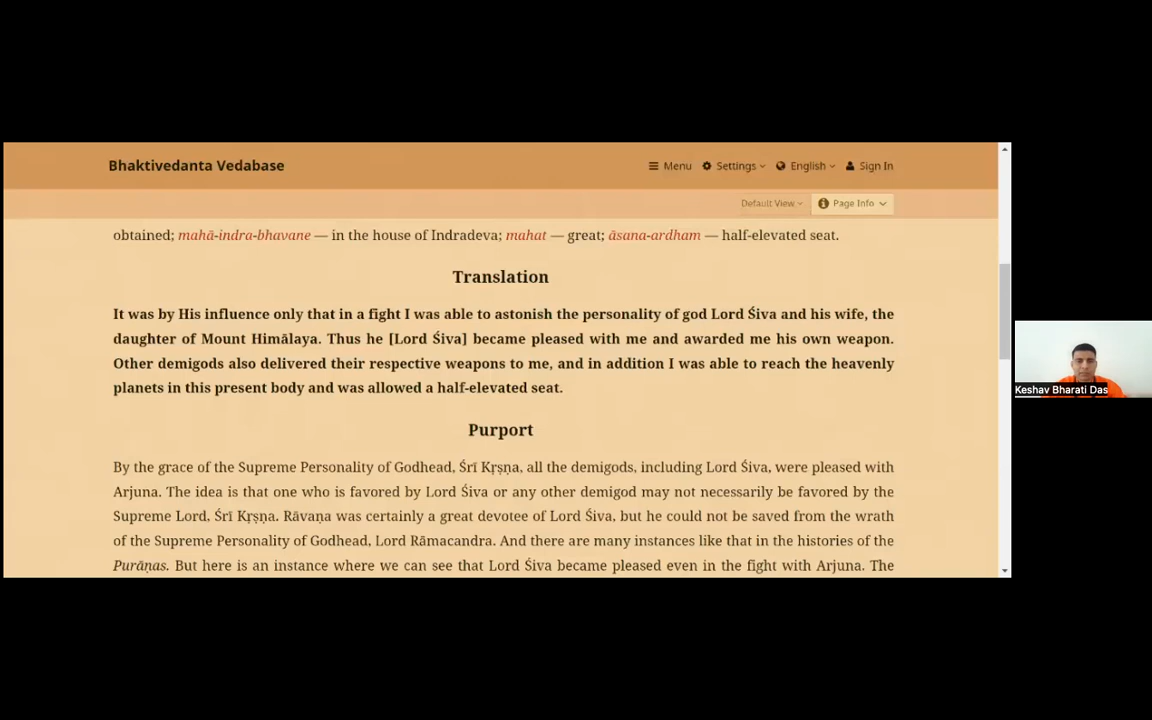 Bhaktivedanta Vedabase
Menu Settings English Sign In
Default View Page Info
obtained; mahā-indra-bhavane — in the house of Indradeva; mahat — great; āsana-ardham — half-elevated seat.
Translation
It was by His influence only that in a fight I was able to astonish the personality of god Lord Śiva and his wife, the
daughter of Mount Himālaya. Thus he [Lord Śiva] became pleased with me and awarded me his own weapon.
Other demigods also delivered their respective weapons to me, and in addition I was able to reach the heavenly
planets in this present body and was allowed a half-elevated seat.
Purport
By the grace of the Supreme Personality of Godhead, Śrī Kṛṣṇa, all the demigods, including Lord Śiva, were pleased with
Arjuna. The idea is that one who is favored by Lord Śiva or any other demigod may not necessarily be favored by the
Supreme Lord, Śrī Kṛṣṇa. Rāvaṇa was certainly a great devotee of Lord Śiva, but he could not be saved from the wrath
of the Supreme Personality of Godhead, Lord Rāmacandra. And there are many instances like that in the histories of the
Purāṇas. But here is an instance where we can see that Lord Śiva became pleased even in the fight with Arjuna. The
Keshav Bharati Das